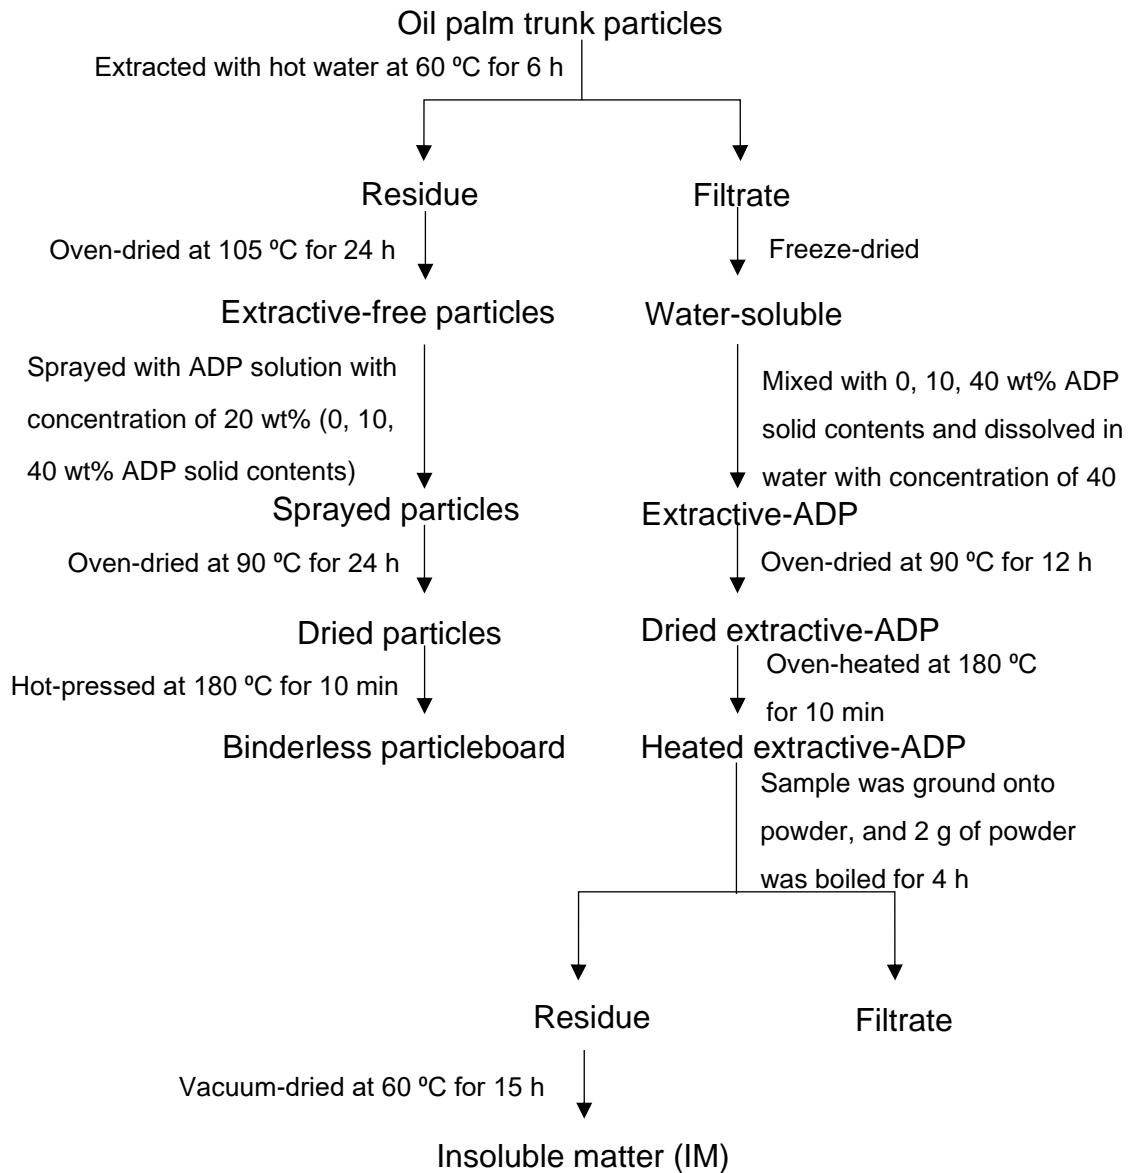 Oil palm trunk particles
Extracted with hot water at 60 ºC for 6 h
Residue
Filtrate
Oven-dried at 105 ºC for 24 h
Freeze-dried
Extractive-free particles
Water-soluble
Sprayed with ADP solution with
concentration of 20 wt% (0, 10,
40 wt% ADP solid contents)
Mixed with 0, 10, 40 wt% ADP
solid contents and dissolved in
water with concentration of 40
Sprayed particles
Extractive-ADP
Oven-dried at 90 ºC for 24 h
Oven-dried at 90 ºC for 12 h
Dried particles
Dried extractive-ADP
Hot-pressed at 180 ºC for 10 min
Oven-heated at 180 ºC
for 10 min
Binderless particleboard
Heated extractive-ADP
Sample was ground onto
powder, and 2 g of powder
was boiled for 4 h
Residue
Filtrate
Vacuum-dried at 60 ºC for 15 h
Insoluble matter (IM)